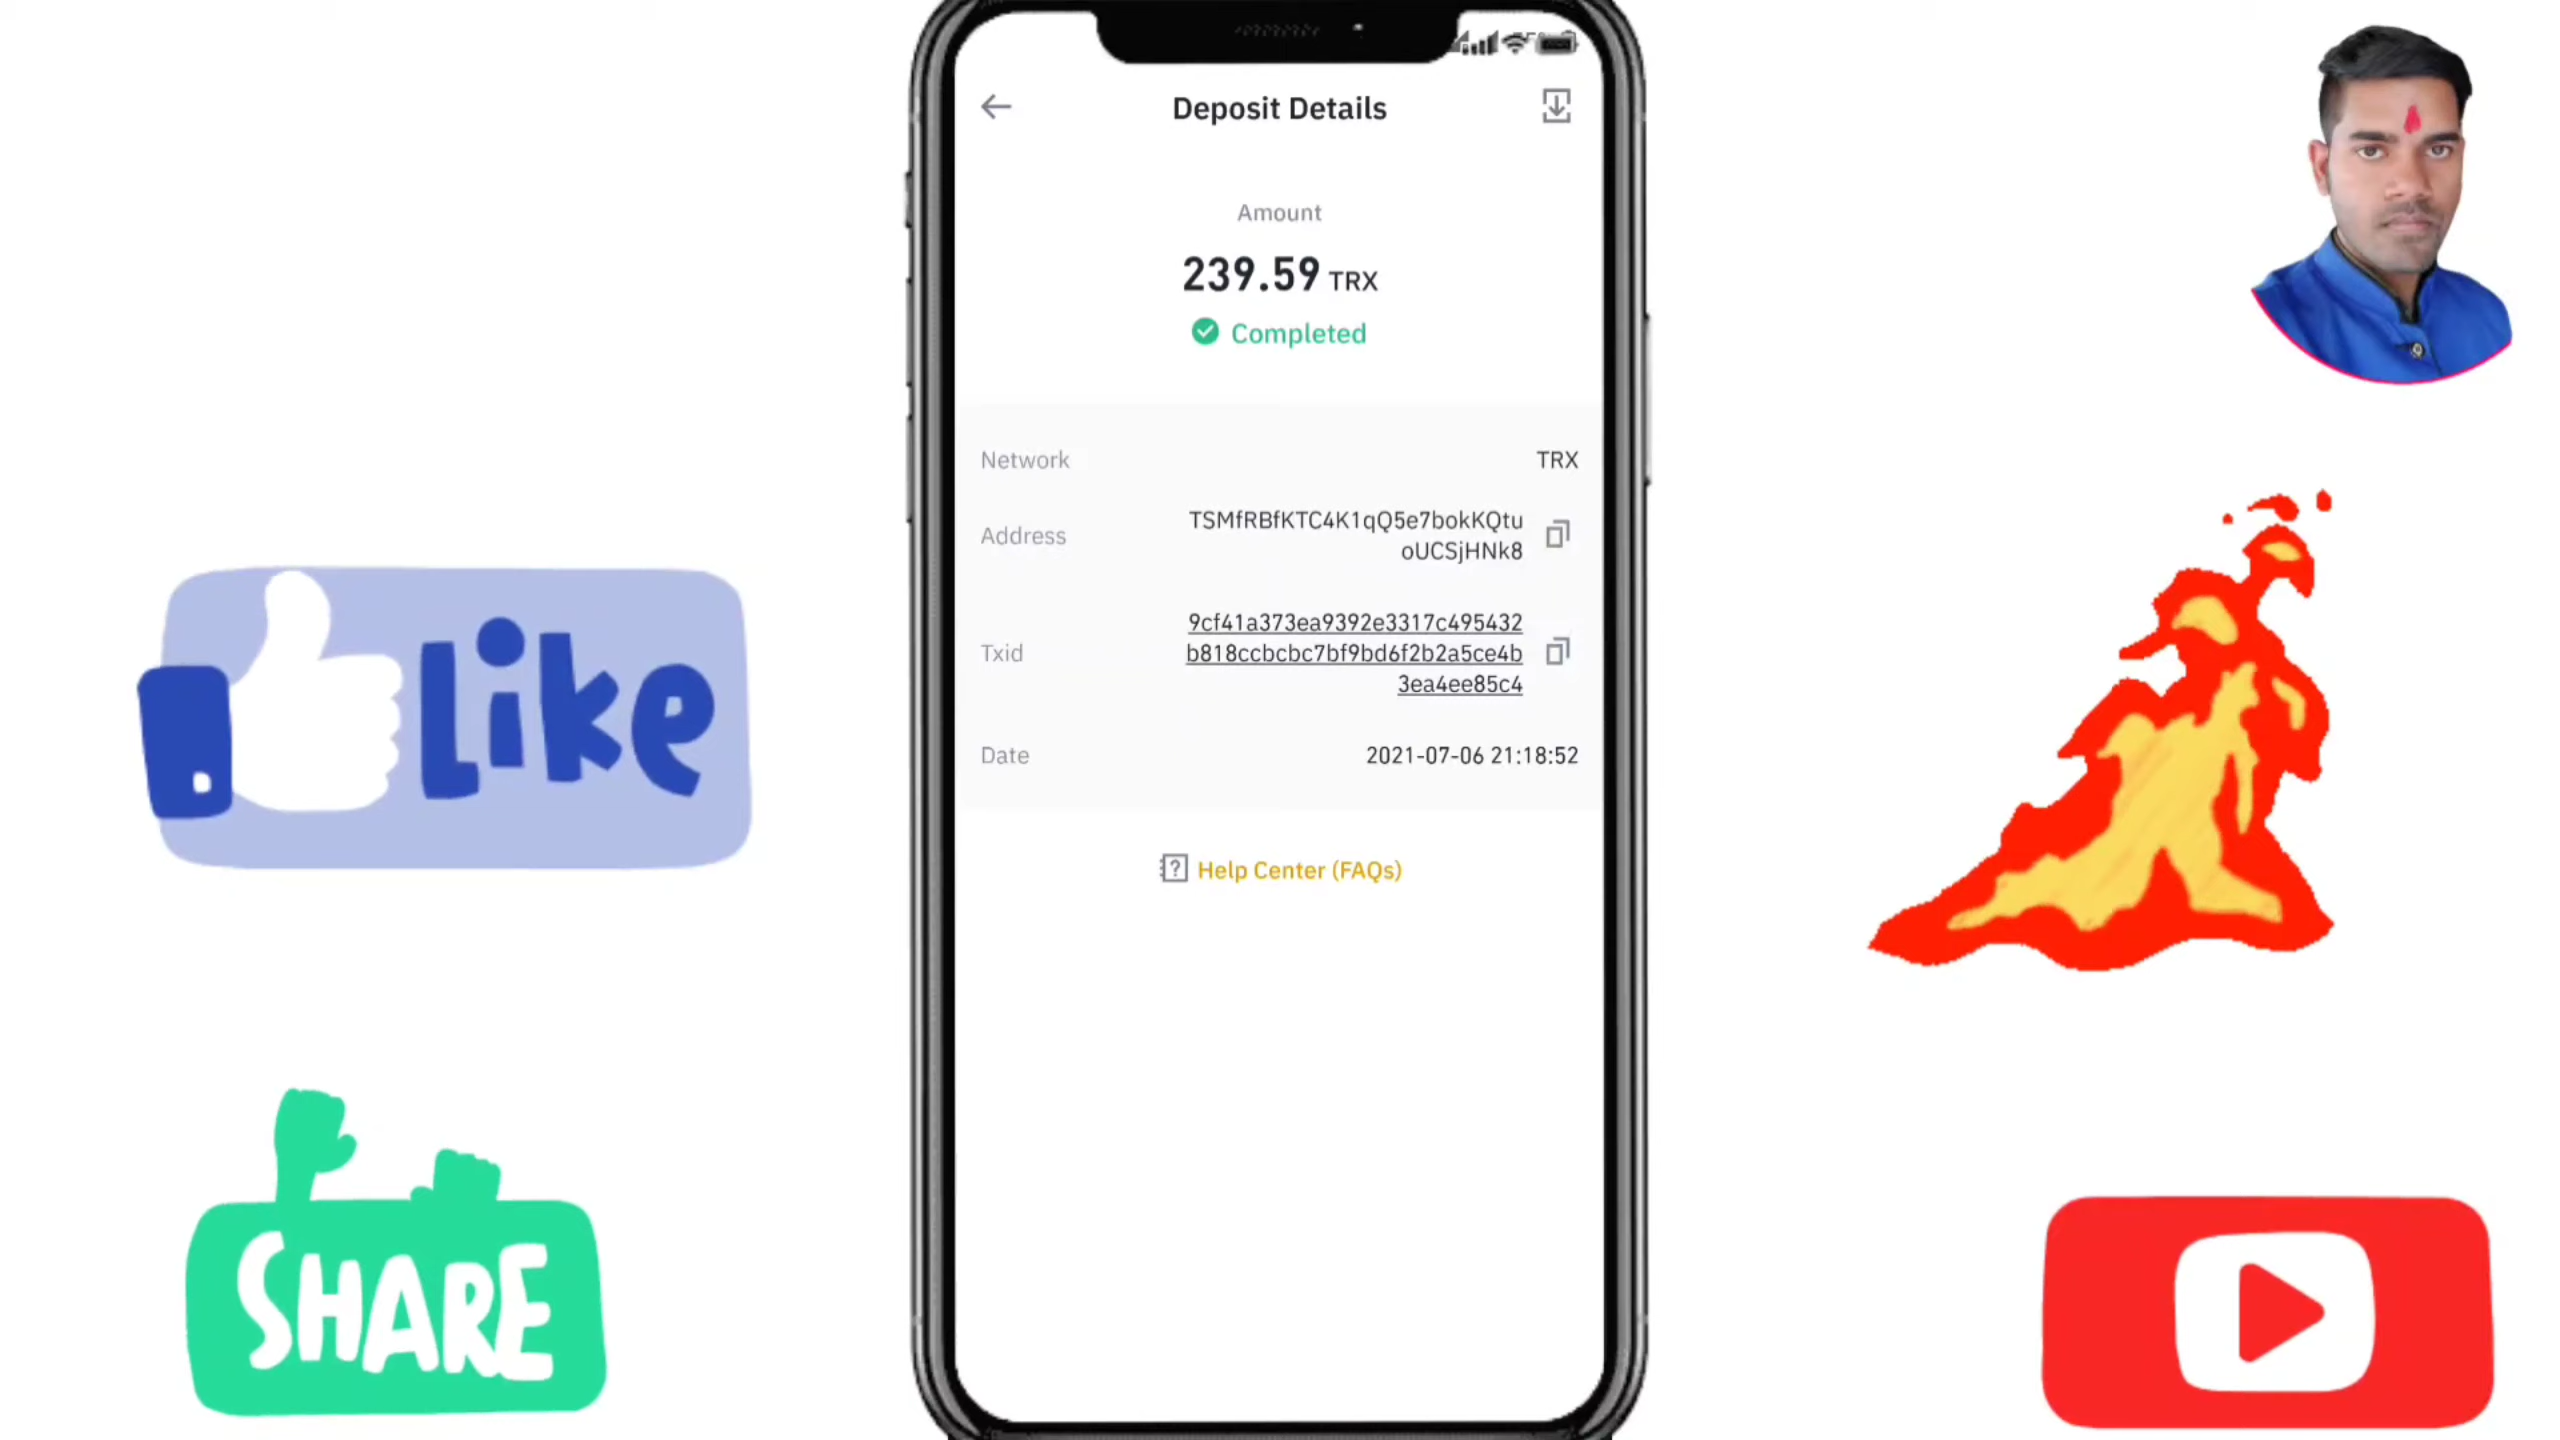 Deposit Details
Amount
239.59 TRX
Completed
Network TRX
Address TSMfRBfKTC4K1qQ5e7bokKQtu
oUCSjHNk8
Txid 9cf41a373ea9392e3317c495432
b818ccbcbc7bf9bd6f2b2a5ce4b
3ea4ee85c4
Date 2021-07-06 21:18:52
Help Center (FAQs)
Like
SHARE